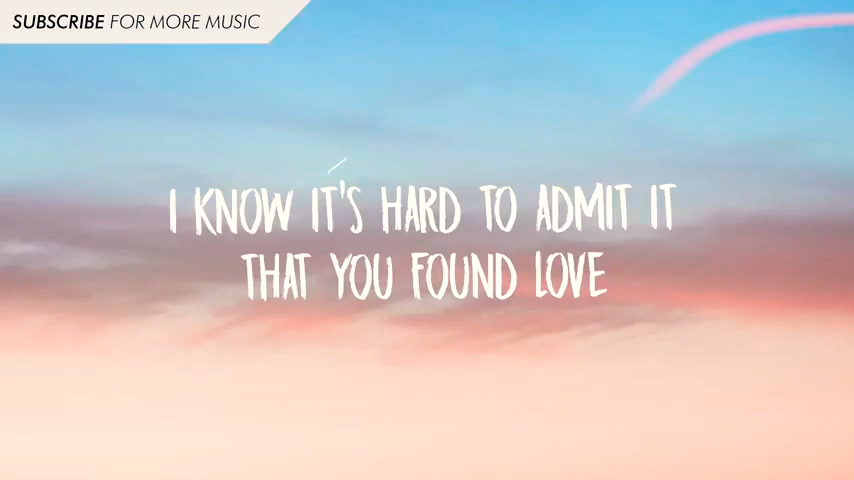 SUBSCRIBE FOR MORE MUSIC
I KNOW IT'S HARD TO ADMIT IT
THAT YOU FOUND LOVE